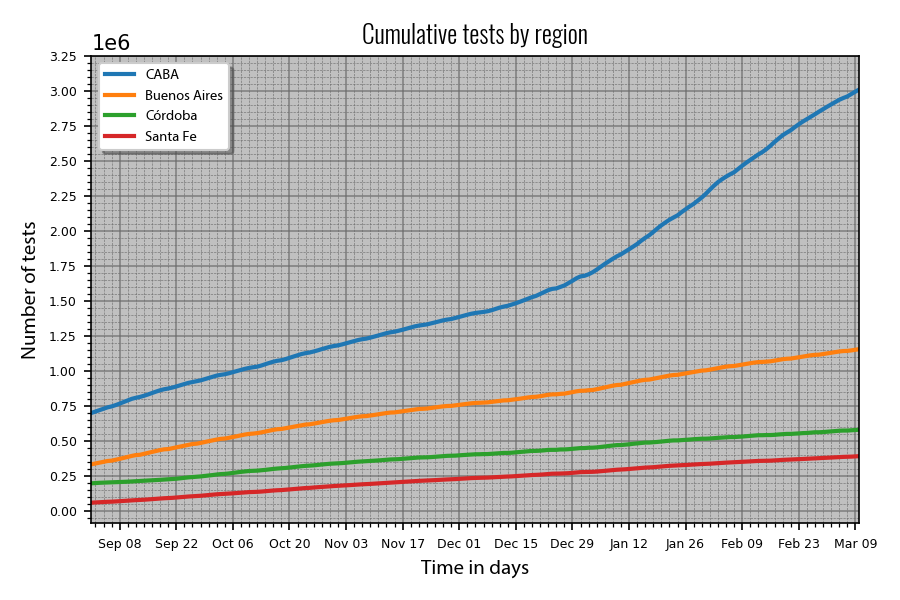 Cumulative tests by region
1e6
3.25
3.00
2.75
2.50
2.25
2.00
1.75
1.50
1.25
1.00
0.75
0.50
0.25
0.00
Number of tests
CABA
Buenos Aires
Córdoba
Santa Fe
Sep 08 Sep 22 Oct 06 Oct 20 Nov 03 Nov 17 Dec 01 Dec 15 Dec 29 Jan 12 Jan 26 Feb 09 Feb 23 Mar 09
Time in days